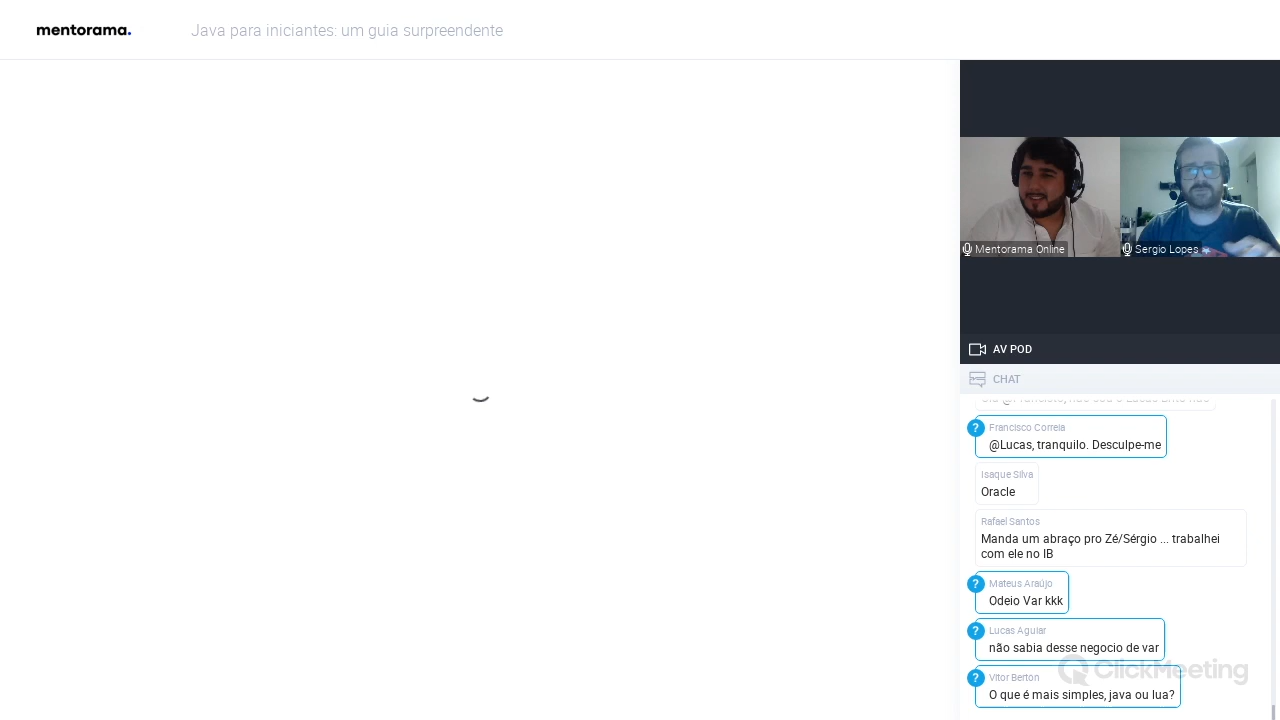 mentorama.
Java para iniciantes: um guia surpreendente
Mentorama Online
Sergio Lopes
AV POD
CHAT
? Francisco Correia
@Lucas, tranquilo. Desculpe-me
Isaque Silva
Oracle
Rafael Santos
Manda um abraço pro Zé/Sérgio ... trabalhei
com ele no IB
? Mateus Araújo
Odeio Var kkk
? Lucas Aguiar
não sabia desse negocio de var
ClickMeeting
? Vitor Berton
O que é mais simples, java ou lua?